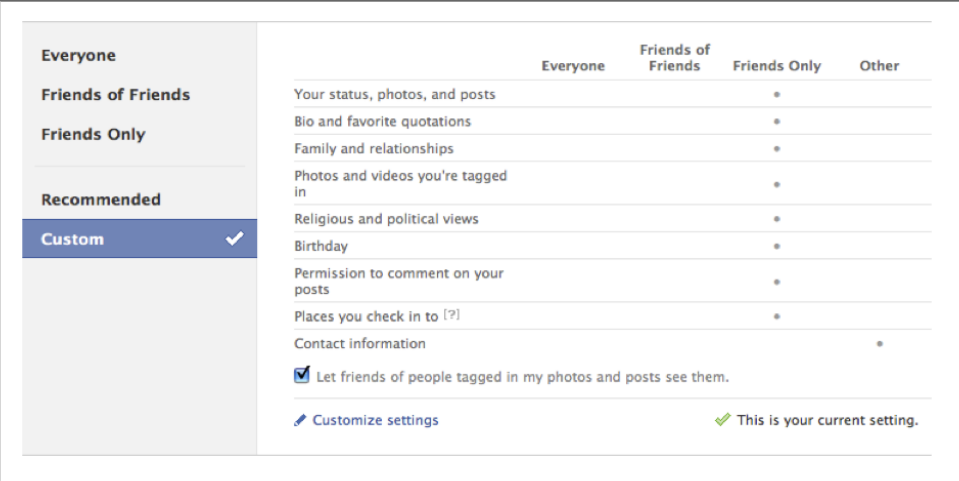 Everyone
Friends of Friends
Friends Only
Recommended
Custom
Everyone
Friends of
Friends
Friends Only
Other
Your status, photos, and posts
Bio and favorite quotations
Family and relationships
Photos and videos you're tagged
in
Religious and political views
Birthday
Permission to comment on your
posts
Places you check in to [?]
Contact information
Let friends of people tagged in my photos and posts see them.
Customize settings
This is your current setting.